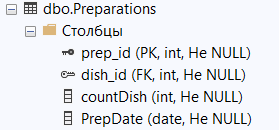 dbo.Preparations
Столбцы
prep_id (PK, int, Не NULL)
dish_id (FK, int, Не NULL)
countDish (int, Не NULL)
PrepDate (date, Не NULL)